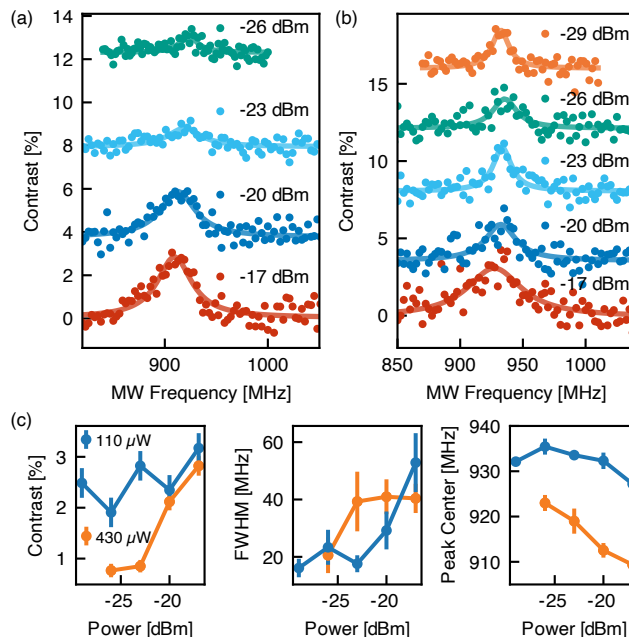 (a)
(b)
Contrast [%]
14
12
10
8
6
4
2
0
-26 dBm
-23 dBm
-20 dBm
-17 dBm
900
1000
MW Frequency [MHz]
Contrast [%]
15
10
5
0
-29 dBm
-26 dBm
-23 dBm
-20 dBm
-17 dBm
850
900
950
1000
MW Frequency [MHz]
(c)
Contrast [%]
3
2
1
110 µW
430 µW
-25
-20
Power [dBm]
FWHM [MHz]
60
40
20
-25
-20
Power [dBm]
Peak Center [MHz]
940
930
920
910
-25
-20
Power [dBm]